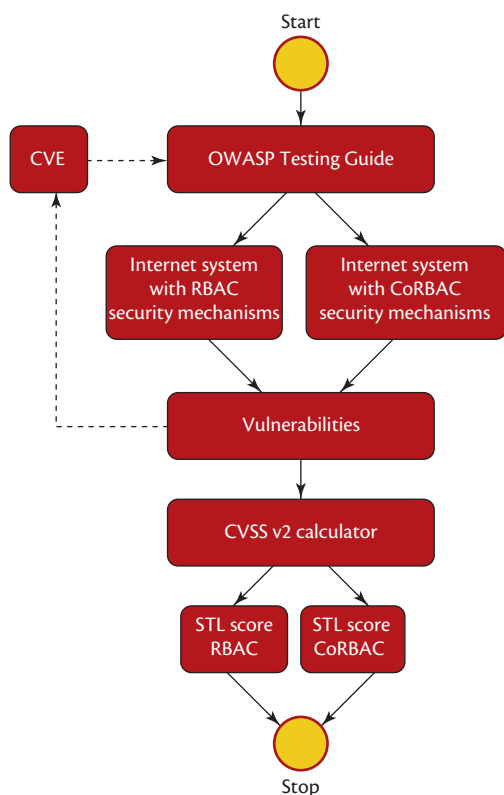 Start
CVE
OWASP Testing Guide
Internet system
with RBAC
security mechanisms
Internet system
with CoRBAC
security mechanisms
Vulnerabilities
CVSS v2 calculator
STL score
RBAC
STL score
CoRBAC
Stop